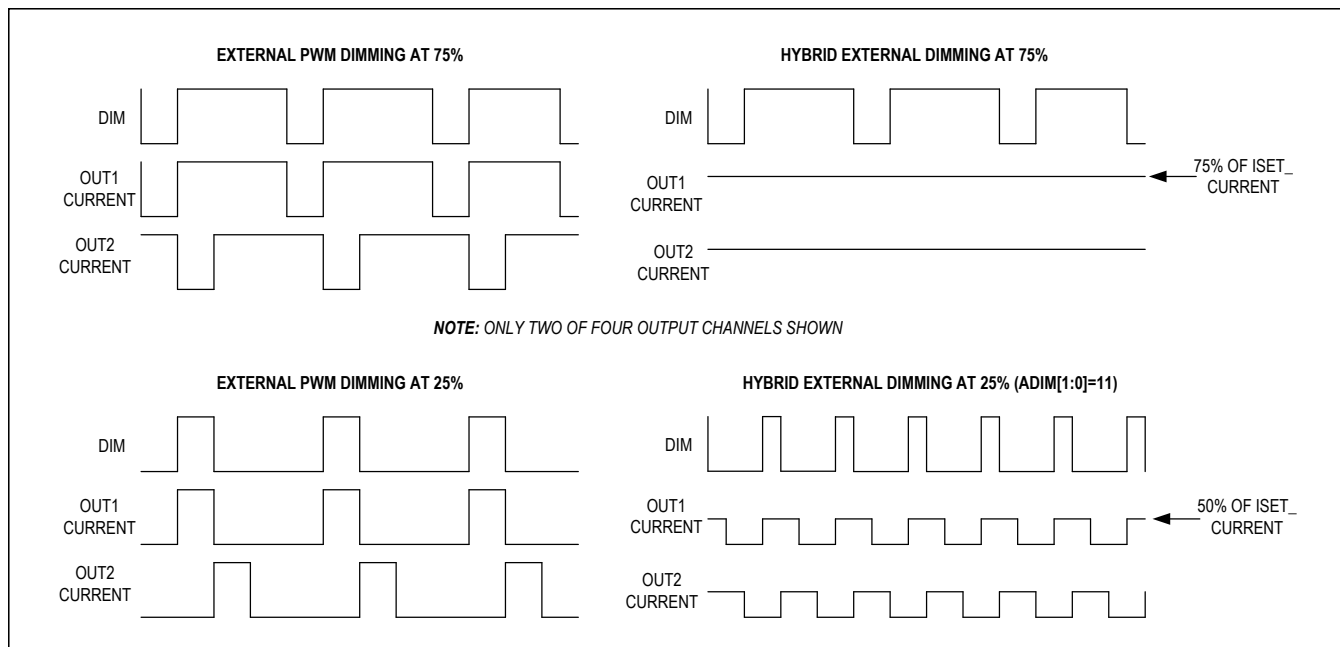 EXTERNAL PWM DIMMING AT 75%
DIM
OUT1
CURRENT
OUT2
CURRENT
HYBRID EXTERNAL DIMMING AT 75%
DIM
OUT1
CURRENT
75% OF ISET_
CURRENT
OUT2
CURRENT
NOTE: ONLY TWO OF FOUR OUTPUT CHANNELS SHOWN
EXTERNAL PWM DIMMING AT 25%
DIM
OUT1
CURRENT
OUT2
CURRENT
HYBRID EXTERNAL DIMMING AT 25% (ADIM[1:0]=11)
DIM
OUT1
CURRENT
50% OF ISET_
CURRENT
OUT2
CURRENT